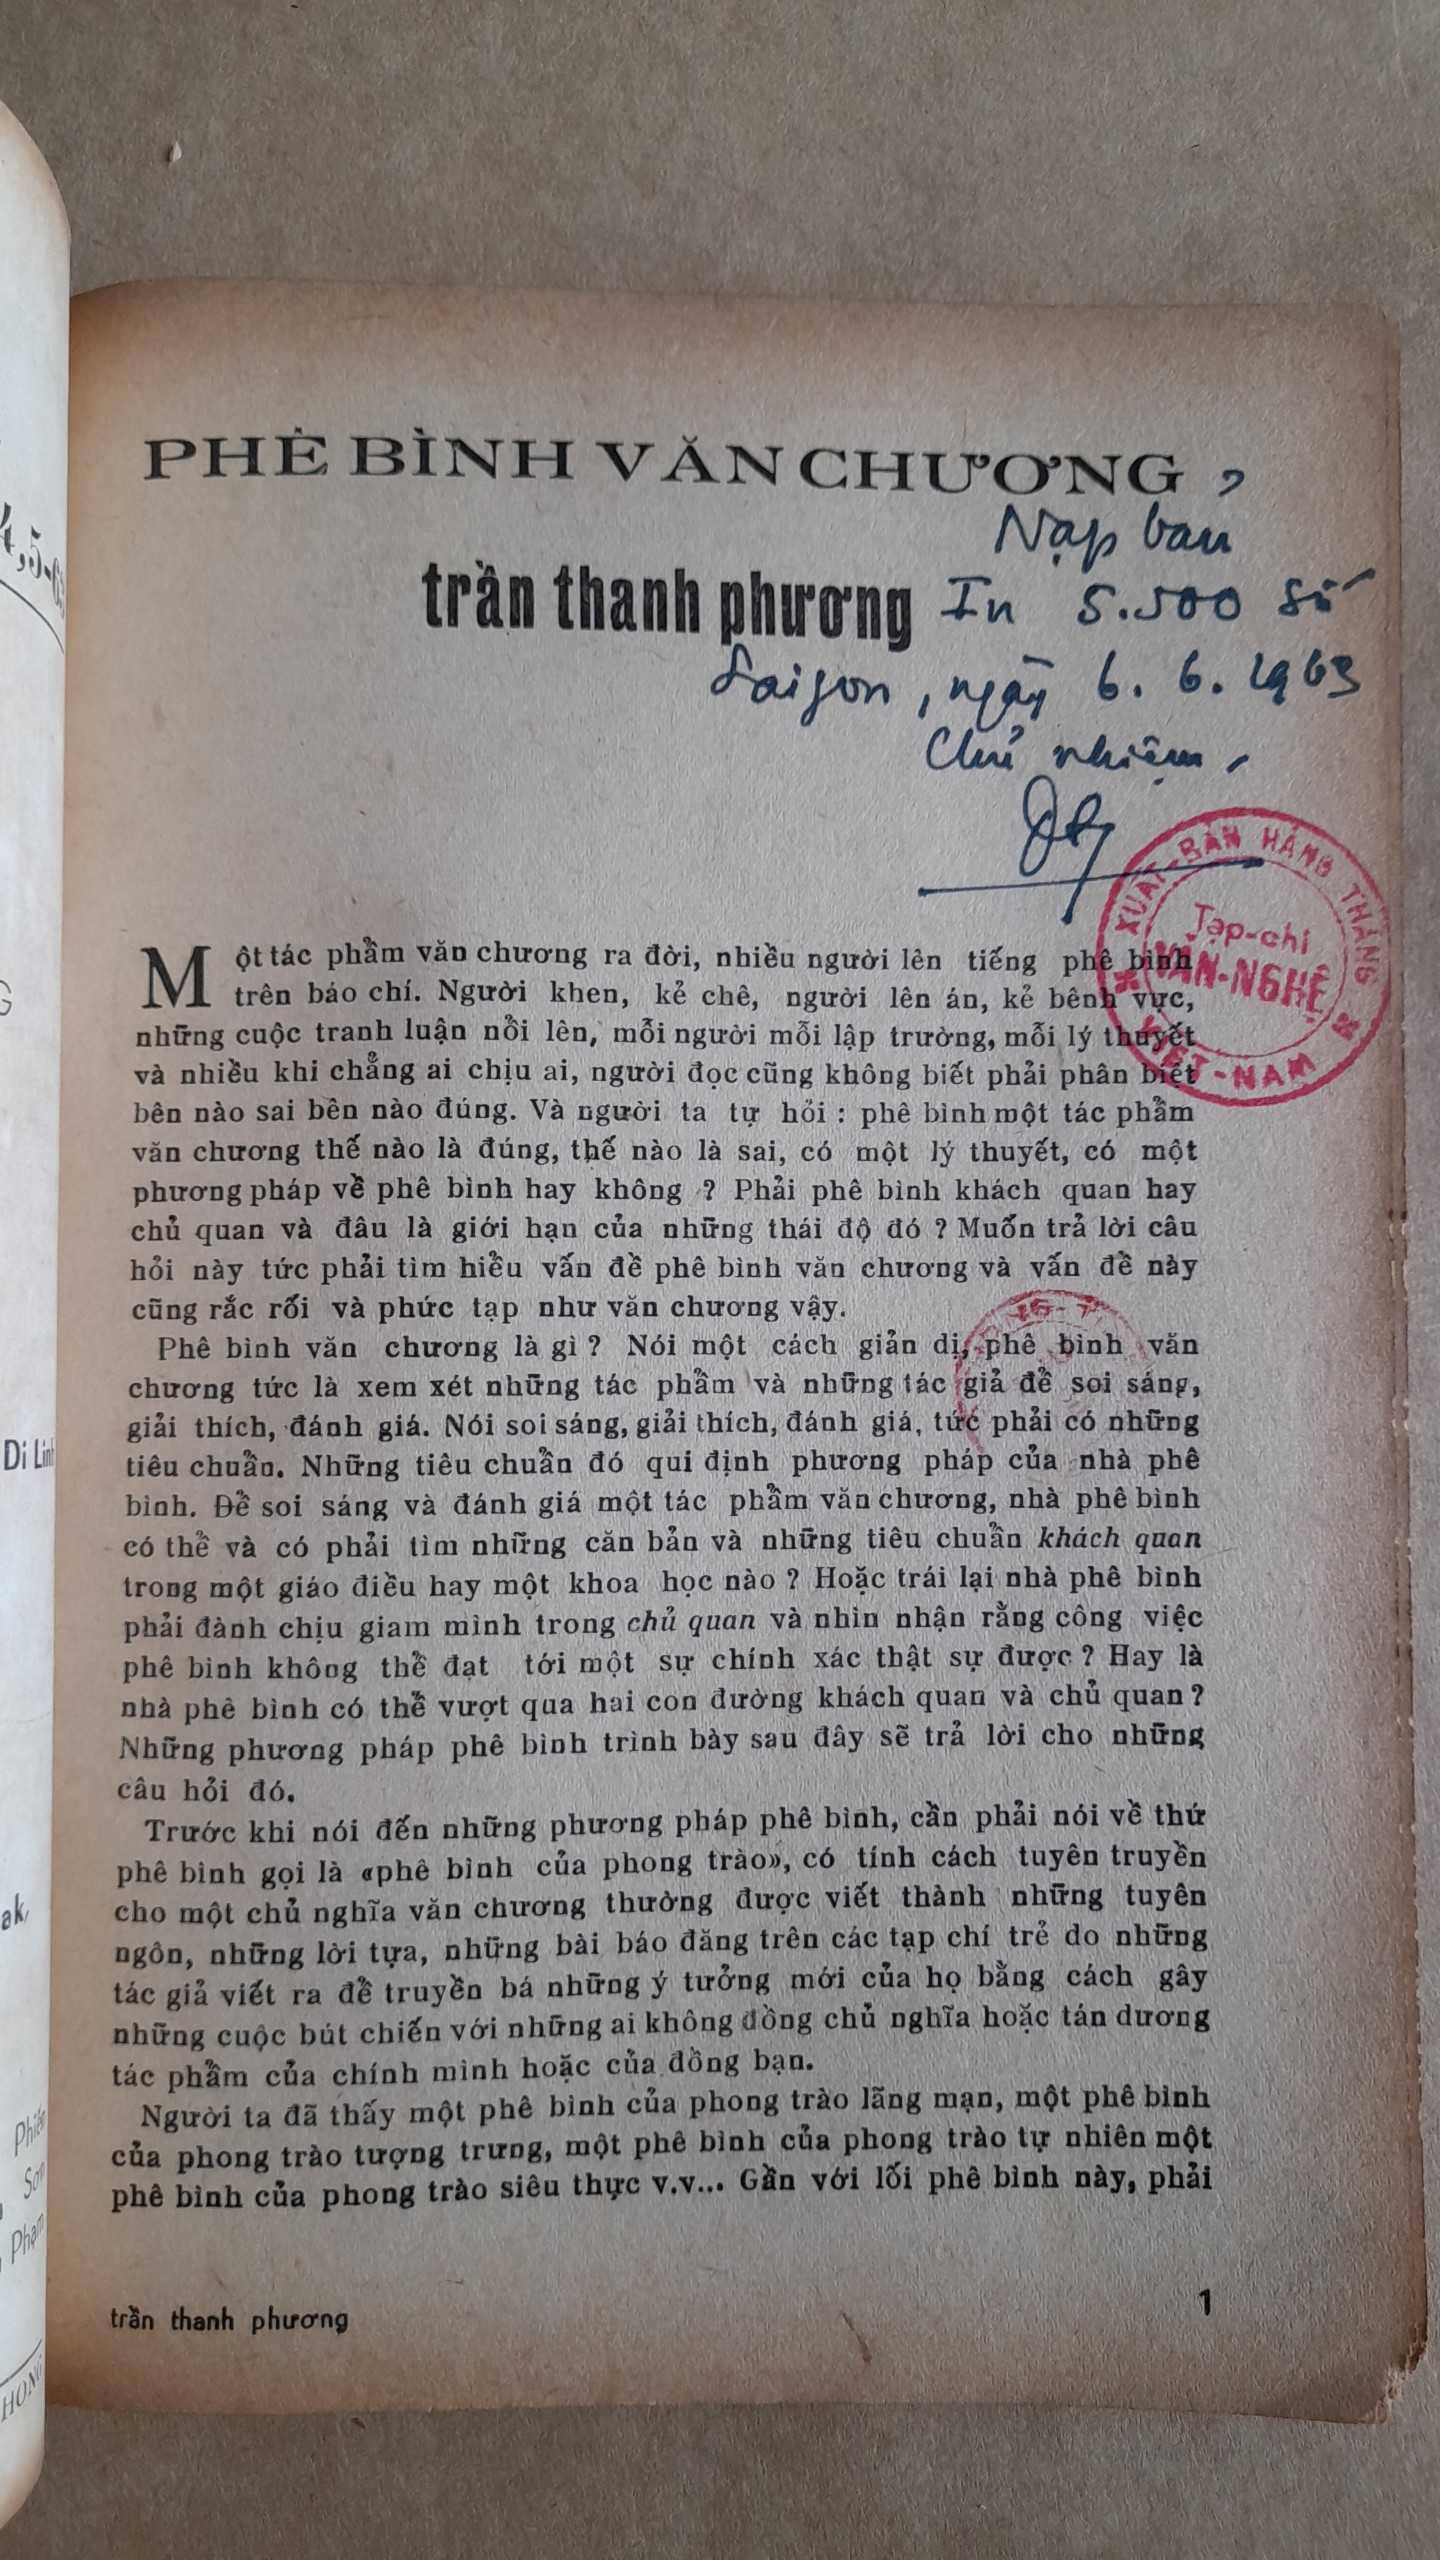 PHÊ BÌNH VĂN CHƯƠNG
Nạp bản
trần thanh phương
In 5.500 số
Saigon, ngày 6.6.1963
Chủ nhiệm,
XUẤT-BẢN HÀNG THÁNG
Tạp-chí
VĂN-NGHỆ
VIỆT-NAM
Một tác phẩm văn chương ra đời, nhiều người lên tiếng phê bình
trên báo chí. Người khen, kẻ chê, người lên án, kẻ bênh vực,
những cuộc tranh luận nổi lên, mỗi người mỗi lập trường, mỗi lý thuyết
và nhiều khi chẳng ai chịu ai, người đọc cũng không biết phải phân biết
bên nào sai bên nào đúng. Và người ta tự hỏi : phê bình một tác phẩm
văn chương thế nào là đúng, thế nào là sai, có một lý thuyết, có một
phương pháp về phê bình hay không ? Phải phê bình khách quan hay
chủ quan và đâu là giới hạn của những thái độ đó ? Muốn trả lời câu
hỏi này tức phải tìm hiểu vấn đề phê bình văn chương và vấn đề này
cũng rắc rối và phức tạp như văn chương vậy.
Phê bình văn chương là gì ? Nói một cách giản dị, phê bình văn
chương tức là xem xét những tác phẩm và những tác giả để soi sáng,
giải thích, đánh giá. Nói soi sáng, giải thích, đánh giá, tức phải có những
tiêu chuẩn. Những tiêu chuẩn đó qui định phương pháp của nhà phê
bình. Để soi sáng và đánh giá một tác phẩm văn chương, nhà phê bình
có thể và có phải tìm những căn bản và những tiêu chuẩn khách quan
trong một giáo điều hay một khoa học nào ? Hoặc trái lại nhà phê bình
phải đành chịu giam mình trong chủ quan và nhìn nhận rằng công việc
phê bình không thể đạt tới một sự chính xác thật sự được ? Hay là
nhà phê bình có thể vượt qua hai con đường khách quan và chủ quan ?
Những phương pháp phê bình trình bày sau đây sẽ trả lời cho những
câu hỏi đó.
Trước khi nói đến những phương pháp phê bình, cần phải nói về thứ
phê bình gọi là «phê bình của phong trào», có tính cách tuyên truyền
cho một chủ nghĩa văn chương thường được viết thành những tuyên
ngôn, những lời tựa, những bài báo đăng trên các tạp chí trẻ do những
tác giả viết ra để truyền bá những ý tưởng mới của họ bằng cách gây
những cuộc bút chiến với những ai không đồng chủ nghĩa hoặc tán dương
tác phẩm của chính mình hoặc của đồng bạn.
Người ta đã thấy một phê bình của phong trào lãng mạn, một phê bình
của phong trào tượng trưng, một phê bình của phong trào tự nhiên một
phê bình của phong trào siêu thực v.v... Gần với lối phê bình này, phải
trần thanh phương
1
Di Linh
ak,
Sơn
Phạm